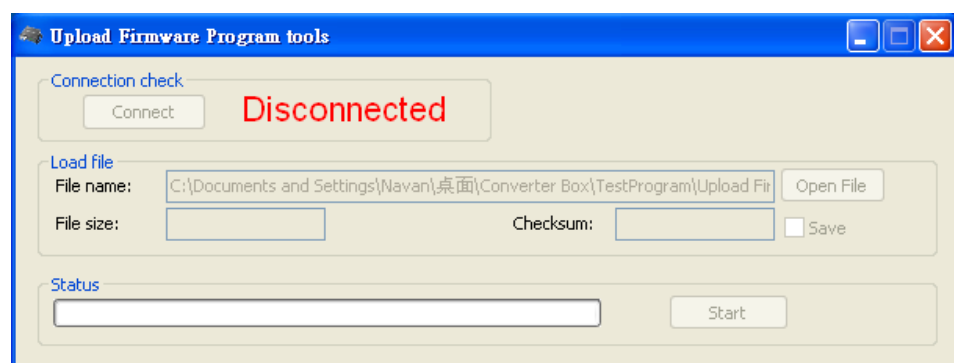 Upload Firmware Program tools
Connection check
Connect Disconnected
Load file
File name: C:\Documents and Settings\Navan\桌面\Converter Box\TestProgram\Upload Fir Open File
File size: Checksum: Save
Status
Start